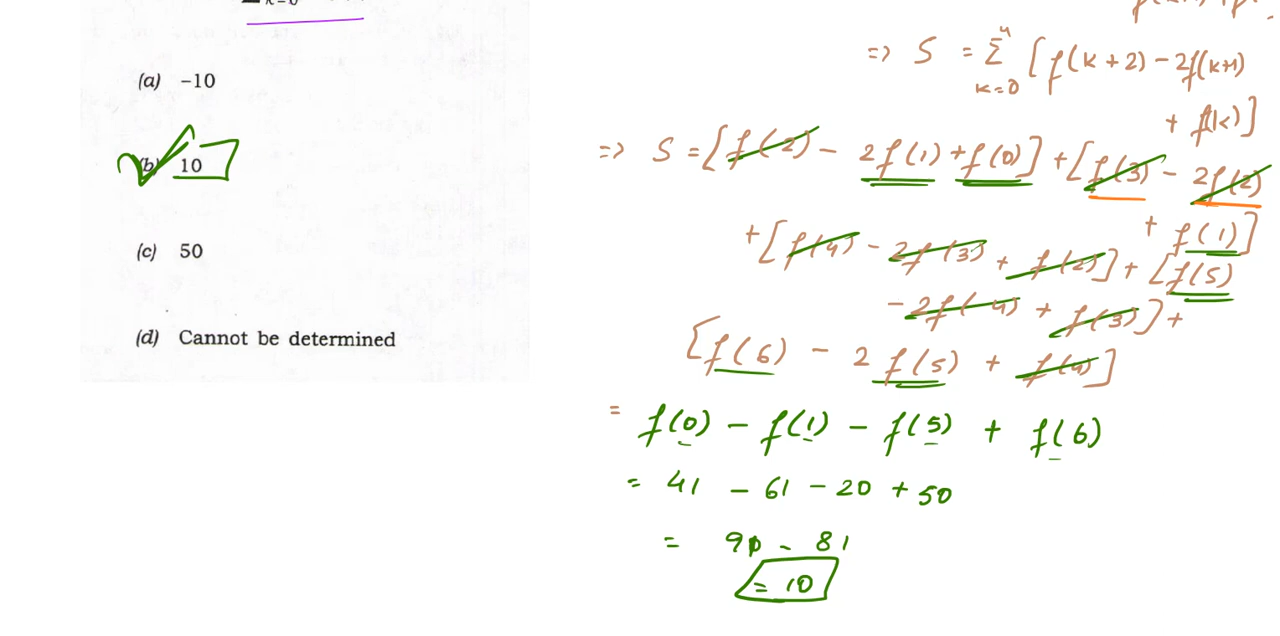 (a) -10
(b) 10
(c) 50
(d) Cannot be determined
=> S = Σ k=0 4 [f(k+2) - 2f(k+1)
+ f(k)]
=> S = [f(2) - 2f(1) + f(0)] + [f(3) - 2f(2)
+ f(1)]
+ [f(4) - 2f(3) + f(2)] + [f(5)
- 2f(4) + f(3)] +
[f(6) - 2f(5) + f(4)]
= f(0) - f(1) - f(5) + f(6)
= 41 - 61 - 20 + 50
= 91 - 81
= 10